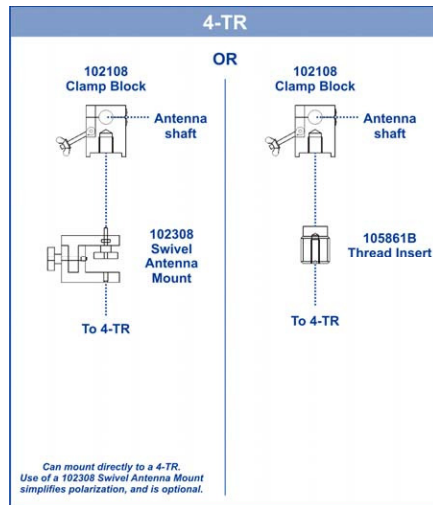 4-TR
OR
102108
Clamp Block
Antenna
shaft
102308
Swivel
Antenna
Mount
To 4-TR
Can mount directly to a 4-TR.
Use of a 102308 Swivel Antenna Mount
simplifies polarization, and is optional.
102108
Clamp Block
Antenna
shaft
105861B
Thread Insert
To 4-TR